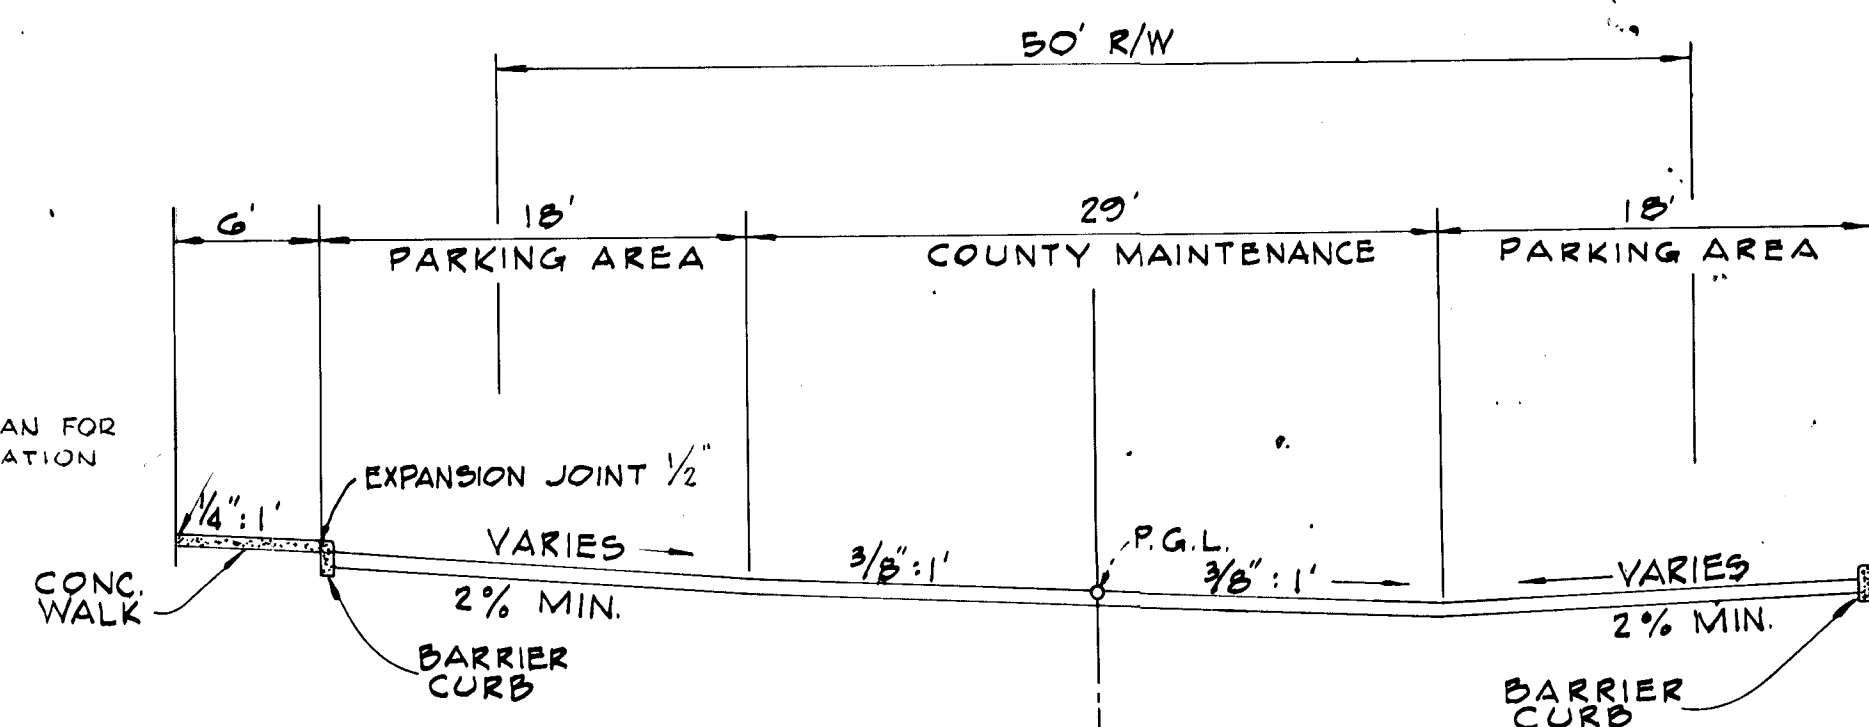 50' R/W
6'
18'
29'
18'
PARKING AREA
COUNTY MAINTENANCE
PARKING AREA
AN FOR
ATION
EXPANSION JOINT 1/2"
1/4":1'
VARIES
3/8":1'
P.G.L.
3/8":1'
VARIES
CONC.
WALK
2% MIN.
2% MIN.
BARRIER
CURB
BARRIER
CURB